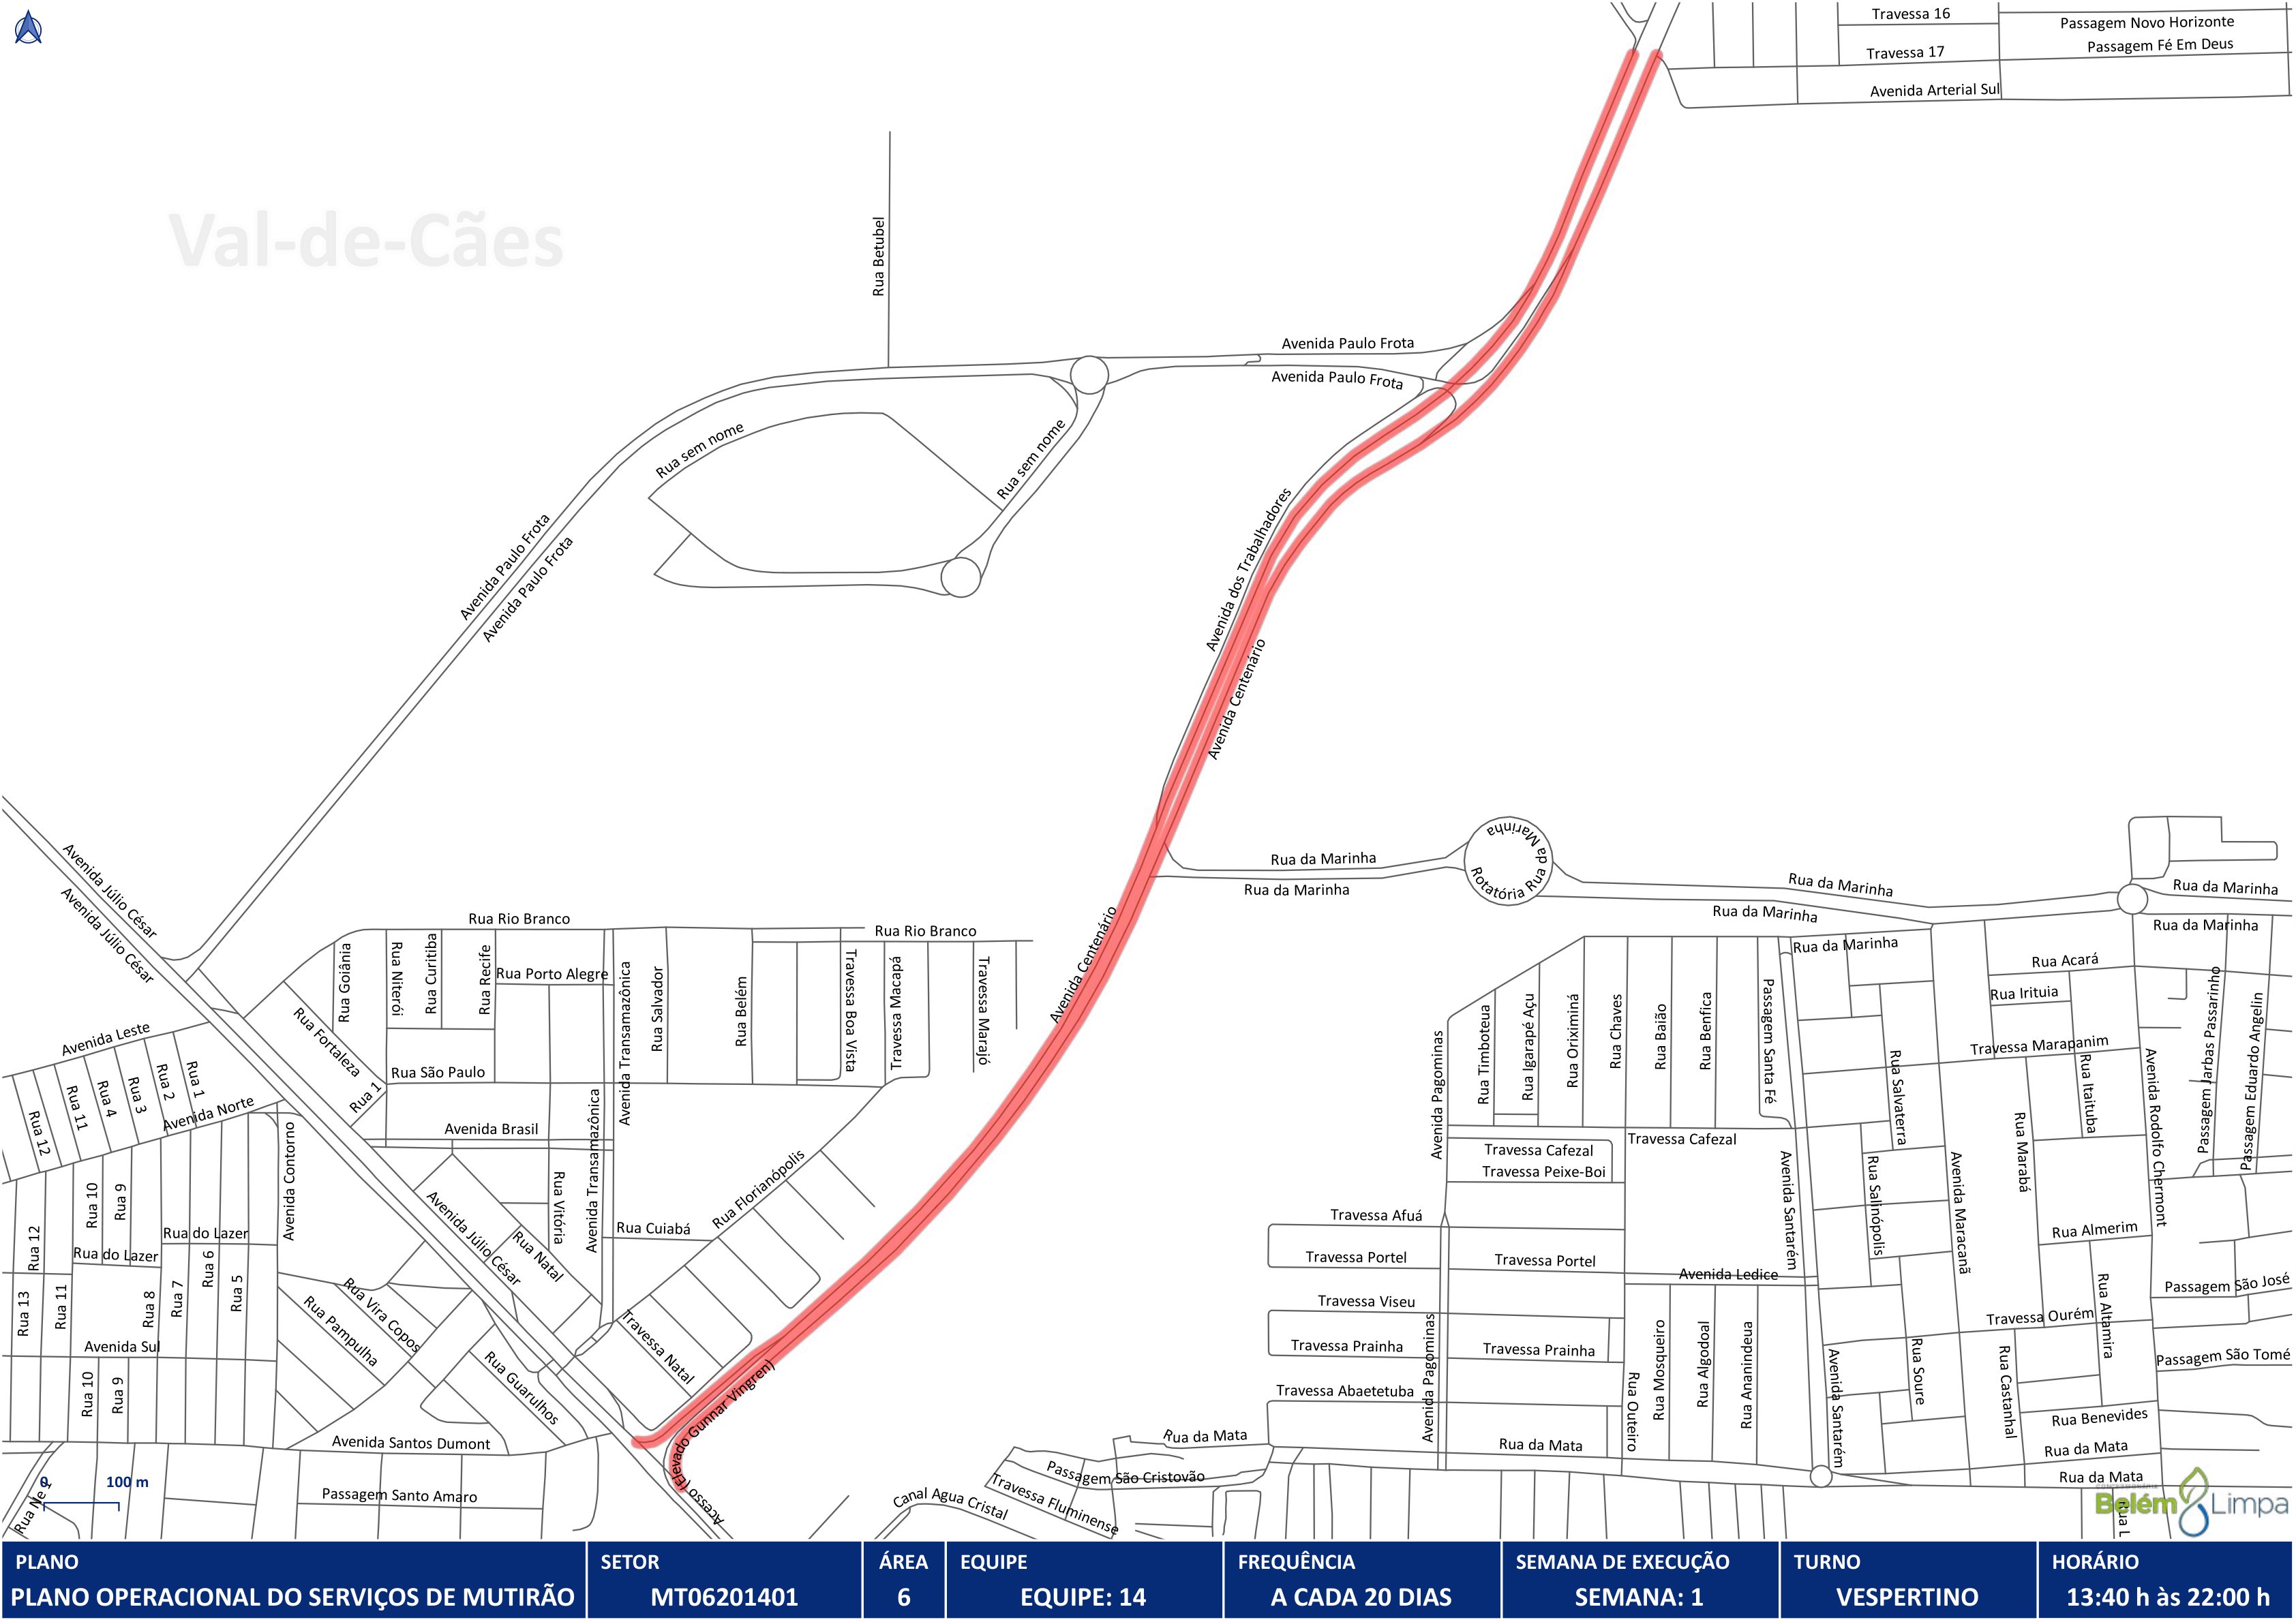 Travessa 16
Passagem Novo Horizonte
Passagem Fé Em Deus
Travessa 17
Avenida Arterial Sul
Val-de-Cães
Rua Betubel
Avenida Paulo Frota
Avenida Paulo Frota
Rua sem nome
Rua sem nome
Avenida Paulo Frota
Avenida Paulo Frota
Avenida dos Trabalhadores
Avenida Centenário
Avenida Centenário
Avenida Júlio César
Avenida Júlio César
Rua da Marinha
Rua da Marinha
Rotatória Rua da Marinha
Rua da Marinha
Rua da Marinha
Rua da Marinha
Rua da Marinha
Rua da Marinha
Rua Rio Branco
Rua Rio Branco
Rua Goiânia
Rua Niterói
Rua Curitiba
Rua Recife
Rua Porto Alegre
Avenida Transamazônica
Rua Salvador
Rua Belém
Travessa Boa Vista
Travessa Macapá
Travessa Marajó
Rua Fortaleza
Rua São Paulo
Rua 1
Avenida Leste
Rua 1
Rua 2
Rua 3
Rua 4
Rua 11
Rua 12
Avenida Norte
Avenida Brasil
Avenida Contorno
Rua Vitória
Avenida Transamazônica
Rua Florianópolis
Rua Cuiabá
Avenida Júlio César
Rua Natal
Travessa Natal
Rua 10
Rua 9
Rua 12
Rua do Lazer
Rua do Lazer
Rua 13
Rua 11
Rua 8
Rua 7
Rua 6
Rua 5
Rua Vira Copos
Rua Pampulha
Rua Guarulhos
Avenida Sul
Rua 10
Rua 9
Avenida Santos Dumont
Passagem Santo Amaro
Acesso (Elevado Gunnar Vingren)
Rua Acará
Rua Irituia
Travessa Marapanim
Rua Itaituba
Passagem Jarbas Passarinho
Passagem Eduardo Angelin
Avenida Rodolfo Chermont
Avenida Pagominas
Rua Timboteua
Rua Igarapé Açu
Rua Oriximiná
Rua Chaves
Rua Baião
Rua Benfica
Passagem Santa Fé
Rua Salvaterra
Rua Marabá
Travessa Cafezal
Travessa Cafezal
Travessa Peixe-Boi
Avenida Santarém
Rua Salinópolis
Avenida Maracanã
Travessa Afuá
Travessa Portel
Travessa Portel
Avenida Ledice
Rua Almerim
Rua Altamira
Passagem São José
Travessa Viseu
Travessa Prainha
Travessa Prainha
Avenida Pagominas
Rua Mosqueiro
Rua Algodoal
Rua Ananindeua
Travessa Ourém
Passagem São Tomé
Travessa Abaetetuba
Rua Outeiro
Avenida Santarém
Rua Soure
Rua Castanhal
Rua Benevides
Rua da Mata
Rua da Mata
Rua da Mata
Rua da Mata
Passagem São Cristovão
Travessa Fluminense
Canal Agua Cristal
Rua Ne 1
0 100 m
Rua L
Belém Limpa
PLANO
PLANO OPERACIONAL DO SERVIÇOS DE MUTIRÃO
SETOR
MT06201401
ÁREA
6
EQUIPE
EQUIPE: 14
FREQUÊNCIA
A CADA 20 DIAS
SEMANA DE EXECUÇÃO
SEMANA: 1
TURNO
VESPERTINO
HORÁRIO
13:40 h às 22:00 h